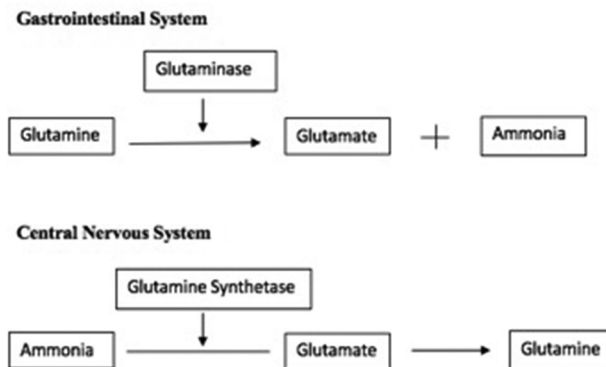 Gastrointestinal System
Glutaminase
Glutamine
Glutamate
+
Ammonia
Central Nervous System
Glutamine Synthetase
Ammonia
Glutamate
Glutamine